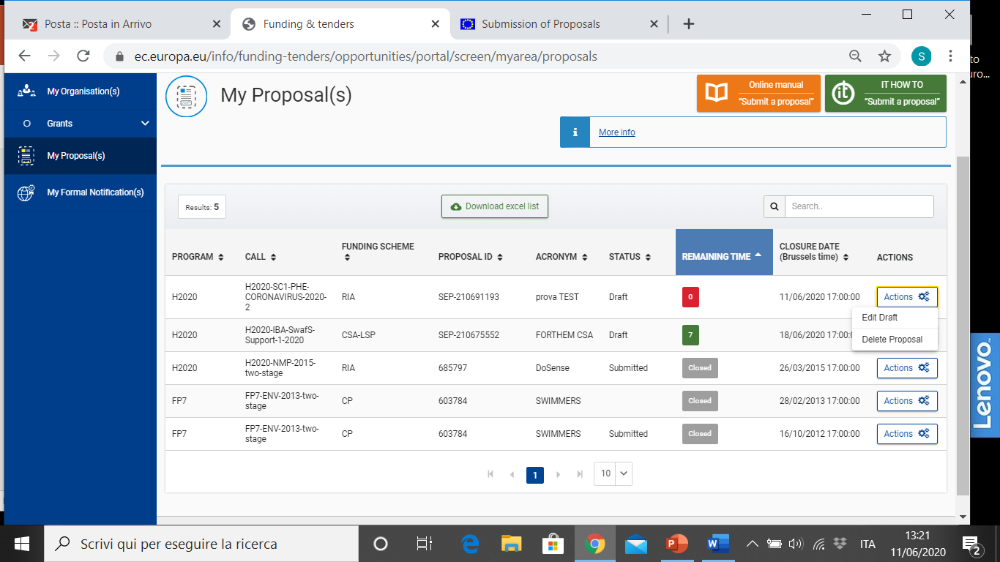 Posta :: Posta in Arrivo
Funding & tenders
Submission of Proposals
ec.europa.eu/info/funding-tenders/opportunities/portal/screen/myarea/proposals
S
to
uro...
My Organisation(s)
Grants
My Proposal(s)
My Formal Notification(s)
My Proposal(s)
Online manual
"Submit a proposal"
it
IT HOW TO
"Submit a proposal"
i
More info
Results: 5
Download excel list
Search..
PROGRAM
CALL
FUNDING SCHEME
PROPOSAL ID
ACRONYM
STATUS
REMAINING TIME
CLOSURE DATE
(Brussels time)
ACTIONS
H2020
H2020-SC1-PHE-
CORONAVIRUS-2020-
2
RIA
SEP-210691193
prova TEST
Draft
0
11/06/2020 17:00:00
Actions
Edit Draft
Delete Proposal
H2020
H2020-IBA-SwafS-
Support-1-2020
CSA-LSP
SEP-210675552
FORTHEM CSA
Draft
7
18/06/2020 17:0
H2020
H2020-NMP-2015-
two-stage
RIA
685797
DoSense
Submitted
Closed
26/03/2015 17:00:00
Actions
FP7
FP7-ENV-2013-two-
stage
CP
603784
SWIMMERS
Closed
28/02/2013 17:00:00
Actions
FP7
FP7-ENV-2013-two-
stage
CP
603784
SWIMMERS
Submitted
Closed
16/10/2012 17:00:00
Actions
1
10
Lenovo
Scrivi qui per eseguire la ricerca
ITA
13:21
11/06/2020
2